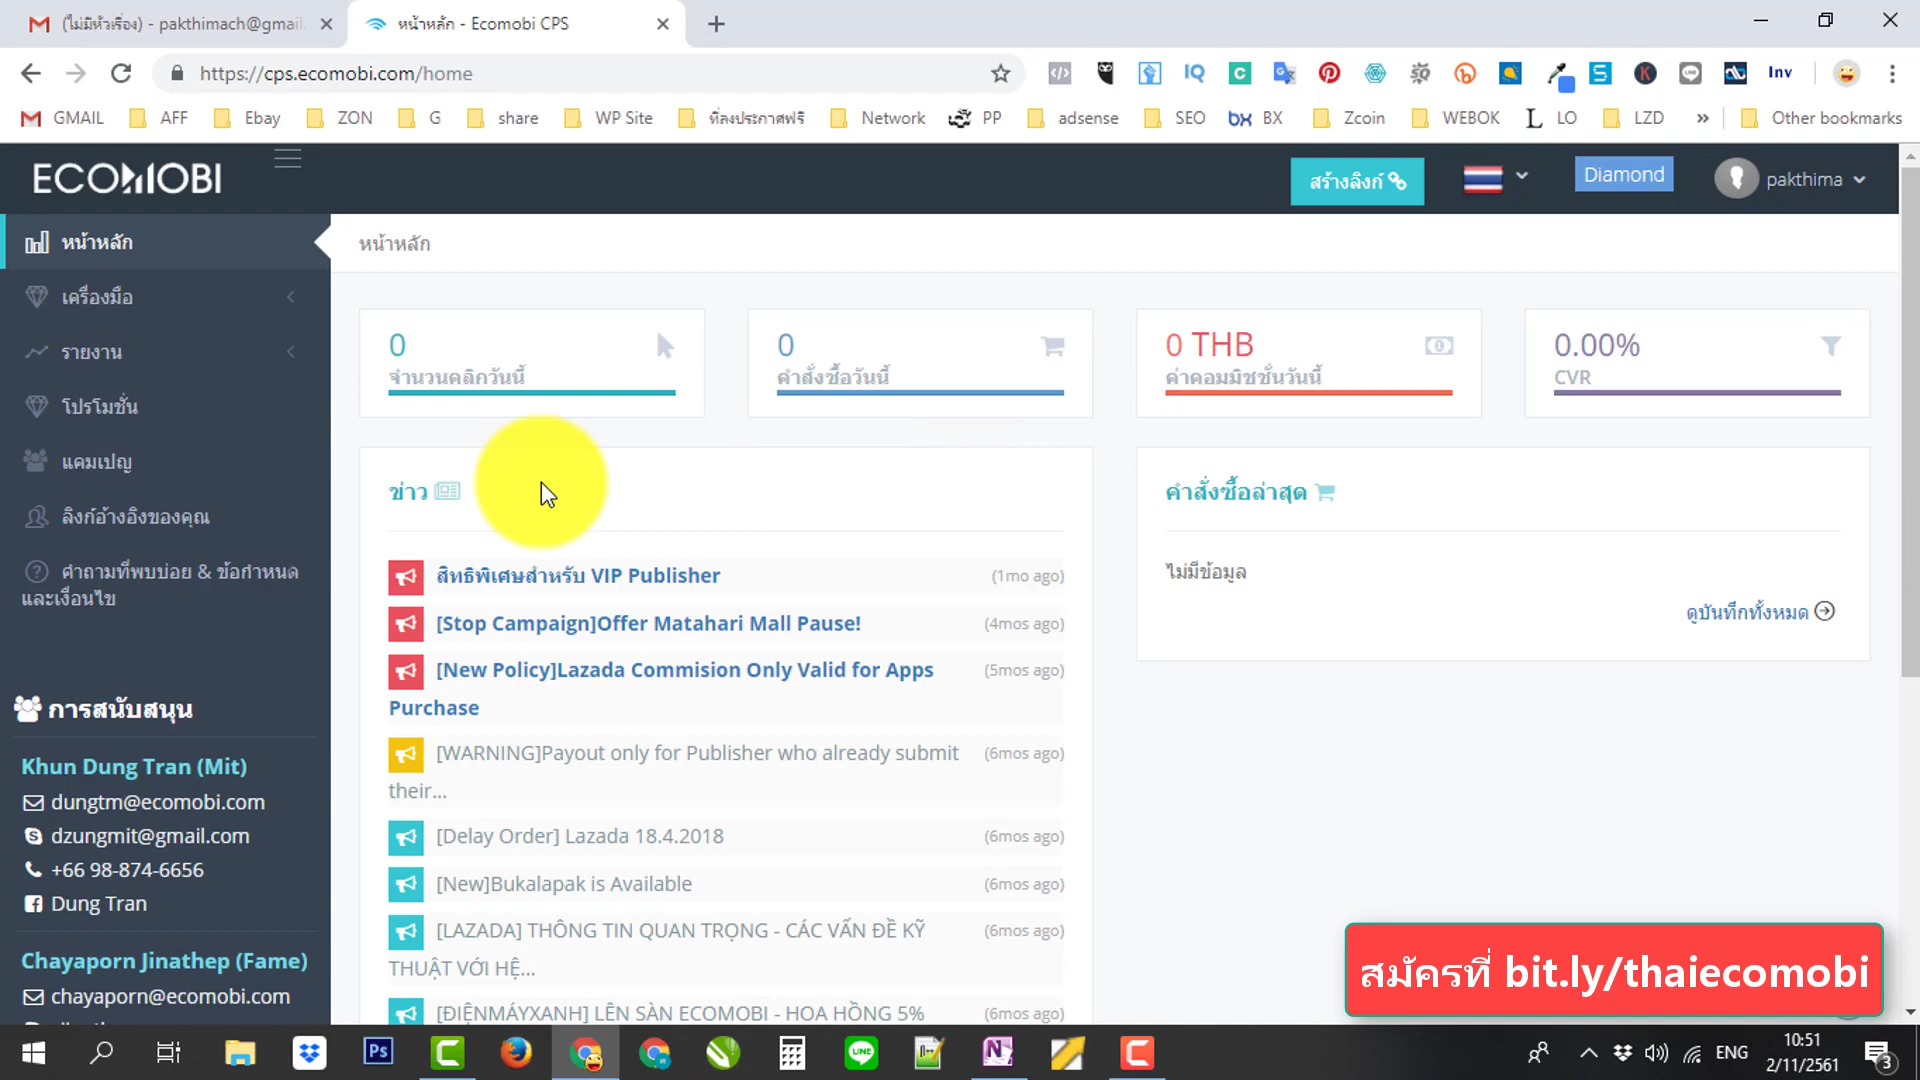 (ไม่มีหัวเรื่อง) - pakthimach@gmail.
หน้าหลัก - Ecomobi CPS
https://cps.ecomobi.com/home
IQ
Inv
GMAIL
AFF
Ebay
ZON
G
share
WP Site
ที่ลงประกาศฟรี
Network
PP
adsense
SEO
bx BX
Zcoin
WEBOK
L LO
LZD
»
Other bookmarks
ECOMOBI
สร้างลิงก์
Diamond
pakthima
หน้าหลัก
เครื่องมือ
รายงาน
โปรโมชั่น
แคมเปญ
ลิงก์อ้างอิงของคุณ
คำถามที่พบบ่อย & ข้อกำหนด
และเงื่อนไข
การสนับสนุน
Khun Dung Tran (Mit)
dungtm@ecomobi.com
dzungmit@gmail.com
+66 98-874-6656
Dung Tran
Chayaporn Jinathep (Fame)
chayaporn@ecomobi.com
หน้าหลัก
0
จำนวนคลิกวันนี้
0
คำสั่งซื้อวันนี้
0 THB
ค่าคอมมิชชั่นวันนี้
0.00%
CVR
ข่าว
สิทธิพิเศษสำหรับ VIP Publisher (1mo ago)
[Stop Campaign]Offer Matahari Mall Pause! (4mos ago)
[New Policy]Lazada Commision Only Valid for Apps (5mos ago)
Purchase
[WARNING]Payout only for Publisher who already submit (6mos ago)
their...
[Delay Order] Lazada 18.4.2018 (6mos ago)
[New]Bukalapak is Available (6mos ago)
[LAZADA] THÔNG TIN QUAN TRỌNG - CÁC VẤN ĐỀ KỸ (6mos ago)
THUẬT VỚI HỆ...
[ĐIỆNMÁYXANH] LÊN SÀN ECOMOBI - HOA HỒNG 5% (6mos ago)
คำสั่งซื้อล่าสุด
ไม่มีข้อมูล
ดูบันทึกทั้งหมด
สมัครที่ bit.ly/thaiecomobi
Ps
ENG
10:51
2/11/2561
3